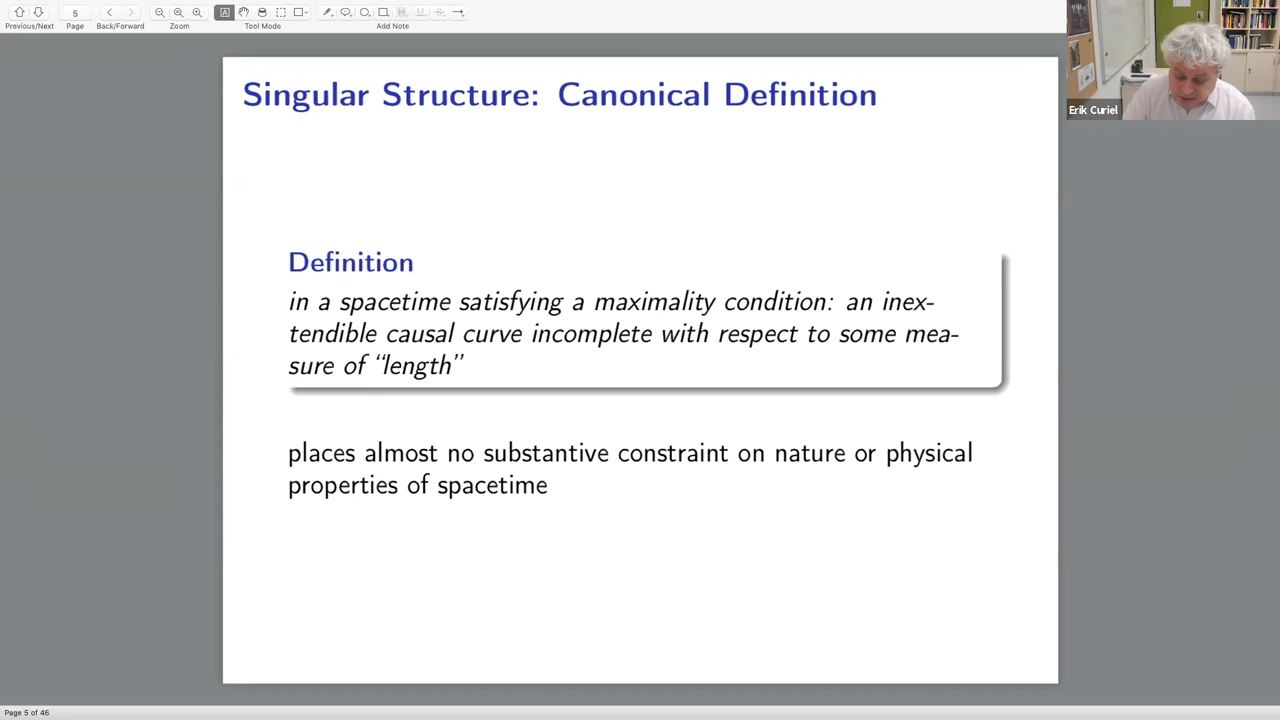 5
Previous/Next
Page
Back/Forward
Zoom
Tool Mode
Add Note
Erik Curiel
Singular Structure: Canonical Definition
Definition
in a spacetime satisfying a maximality condition: an inex-
tendible causal curve incomplete with respect to some mea-
sure of “length”
places almost no substantive constraint on nature or physical
properties of spacetime
Page 5 of 46